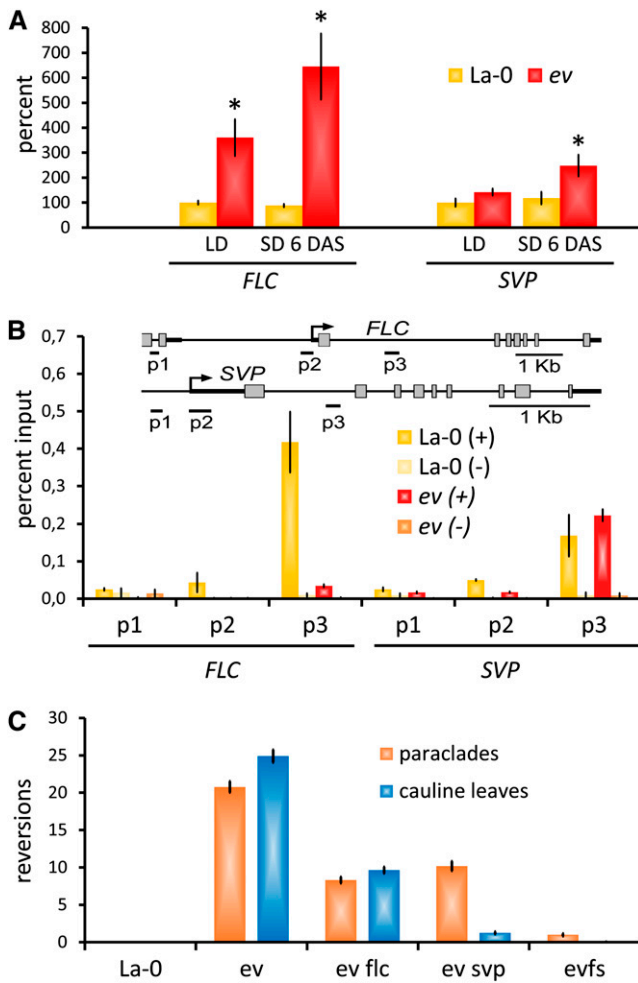 A
800
700
600
500
400
300
200
100
0
percent
*
*
*
La-0
ev
LD
SD 6 DAS
LD
SD 6 DAS
FLC
SVP
B
0,7
0,6
0,5
0,4
0,3
0,2
0,1
0,0
percent input
FLC
p1
p2
p3
1 Kb
SVP
p1
p2
p3
1 Kb
La-0 (+)
La-0 (-)
ev (+)
ev (-)
p1
p2
p3
p1
p2
p3
FLC
SVP
C
30
25
20
15
10
5
0
reversions
paraclades
cauline leaves
La-0
ev
ev flc
ev svp
evfs